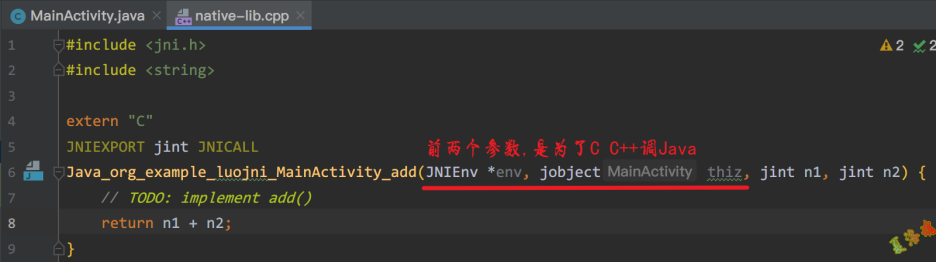 MainActivity.java × native-lib.cpp ×
1 #include <jni.h> 2 2
2 #include <string>
3
4 extern "C"
5 JNIEXPORT jint JNICALL
前两个参数,是为了C C++调Java
6 Java_org_example_luojni_MainActivity_add(JNIEnv *env, jobject MainActivity thiz, jint n1, jint n2) {
7 // TODO: implement add()
8 return n1 + n2;
9 }